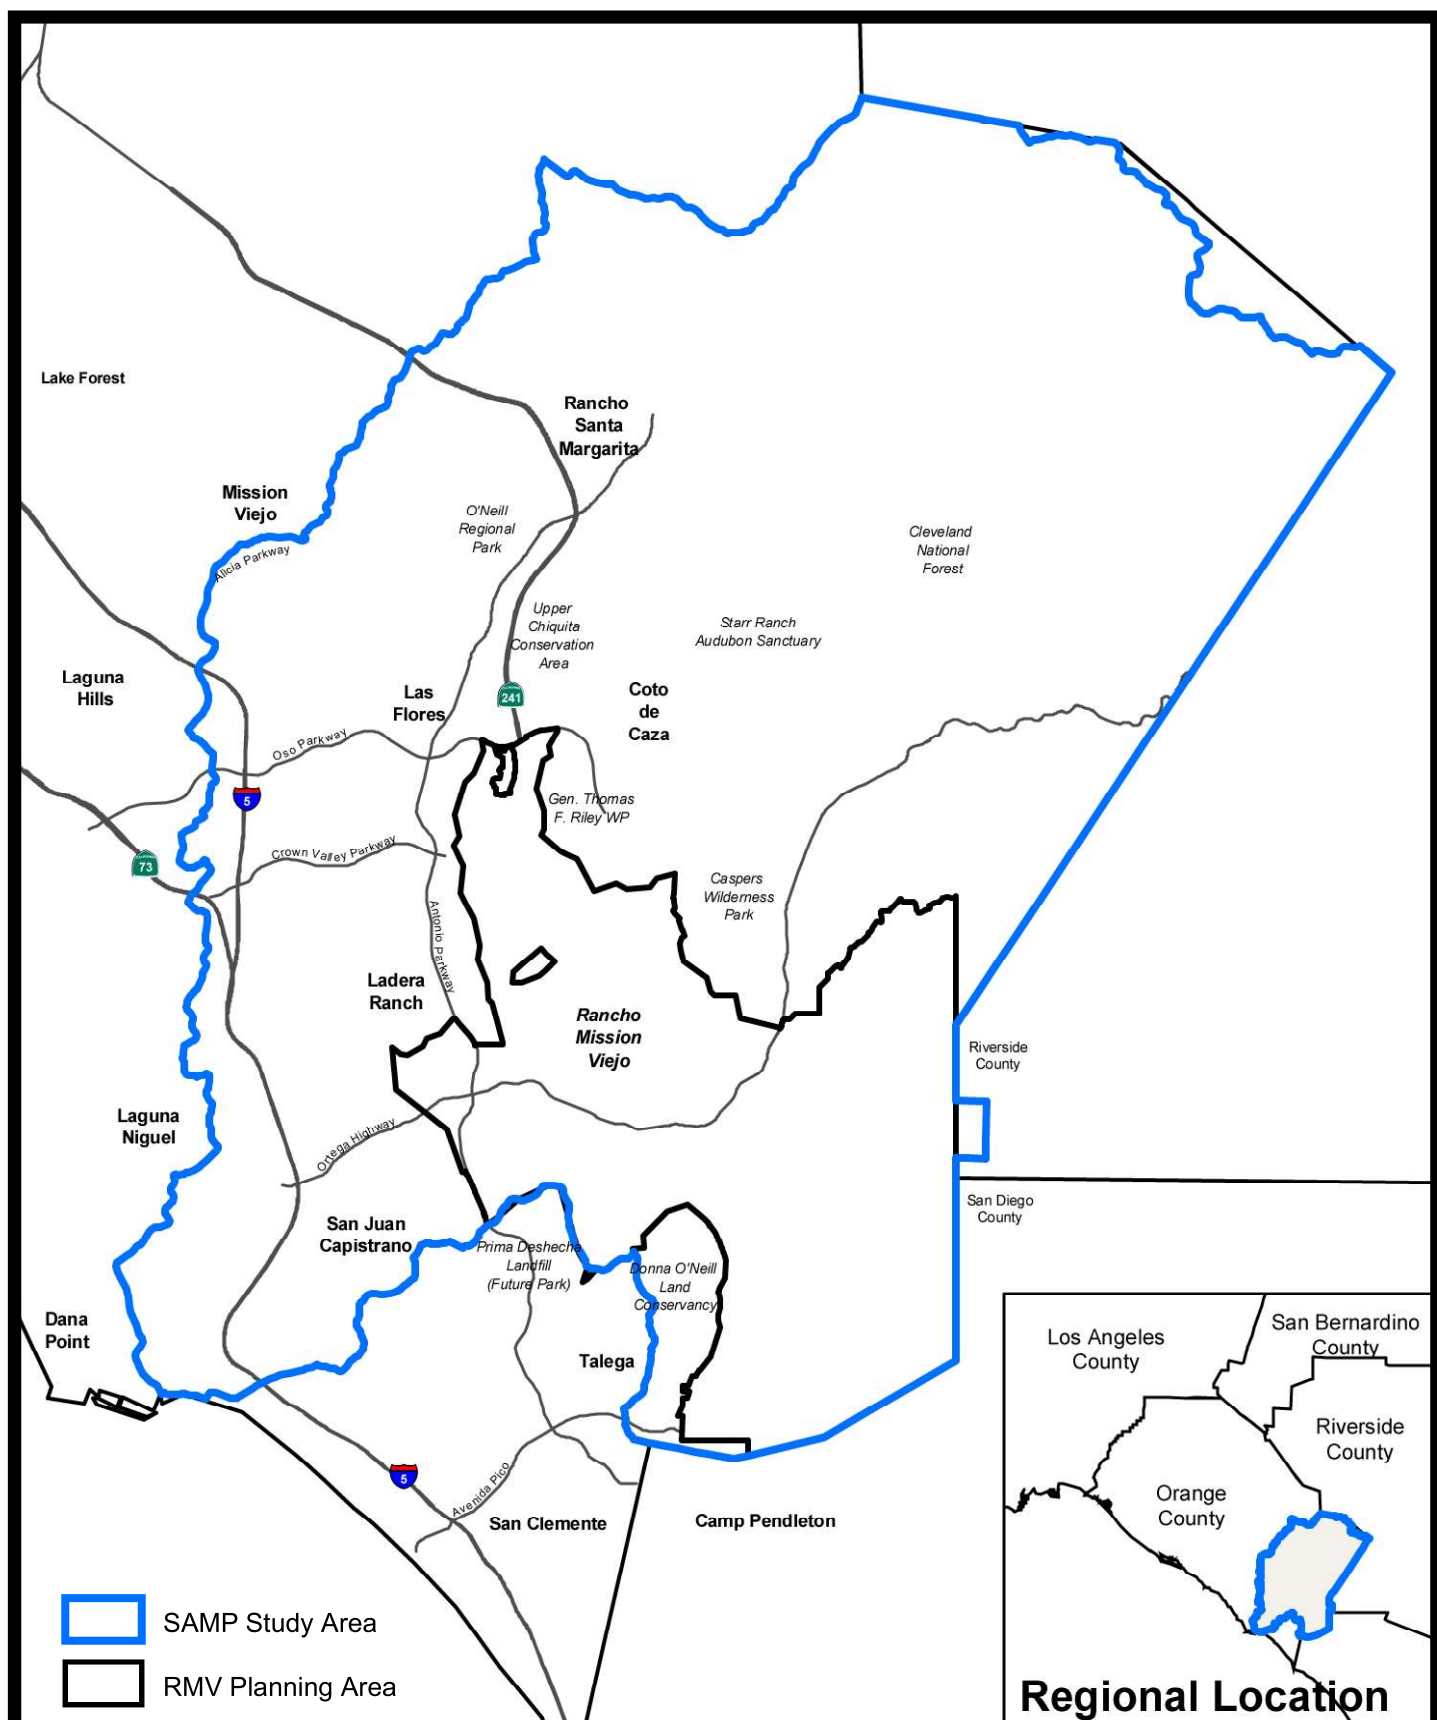 Lake Forest
Rancho
Santa
Margarita
Mission
Viejo
Alicia Parkway
O'Neill
Regional
Park
Cleveland
National
Forest
Upper
Chiquita
Conservation
Area
Starr Ranch
Audubon Sanctuary
Laguna
Hills
Las
Flores
241
Coto
de
Caza
Oso Parkway
5
Gen. Thomas
F. Riley WP
73
Crown Valley Parkway
Caspers
Wilderness
Park
Antonio Parkway
Ladera
Ranch
Rancho
Mission
Viejo
Riverside
County
Laguna
Niguel
Ortega Highway
San Diego
County
San Juan
Capistrano
Prima Deshecha
Landfill
(Future Park)
Donna O'Neill
Land
Conservancy
Dana
Point
Talega
5
Avenida Pico
San Clemente
Camp Pendleton
SAMP Study Area
RMV Planning Area
Los Angeles
County
San Bernardino
County
Riverside
County
Orange
County
Regional Location